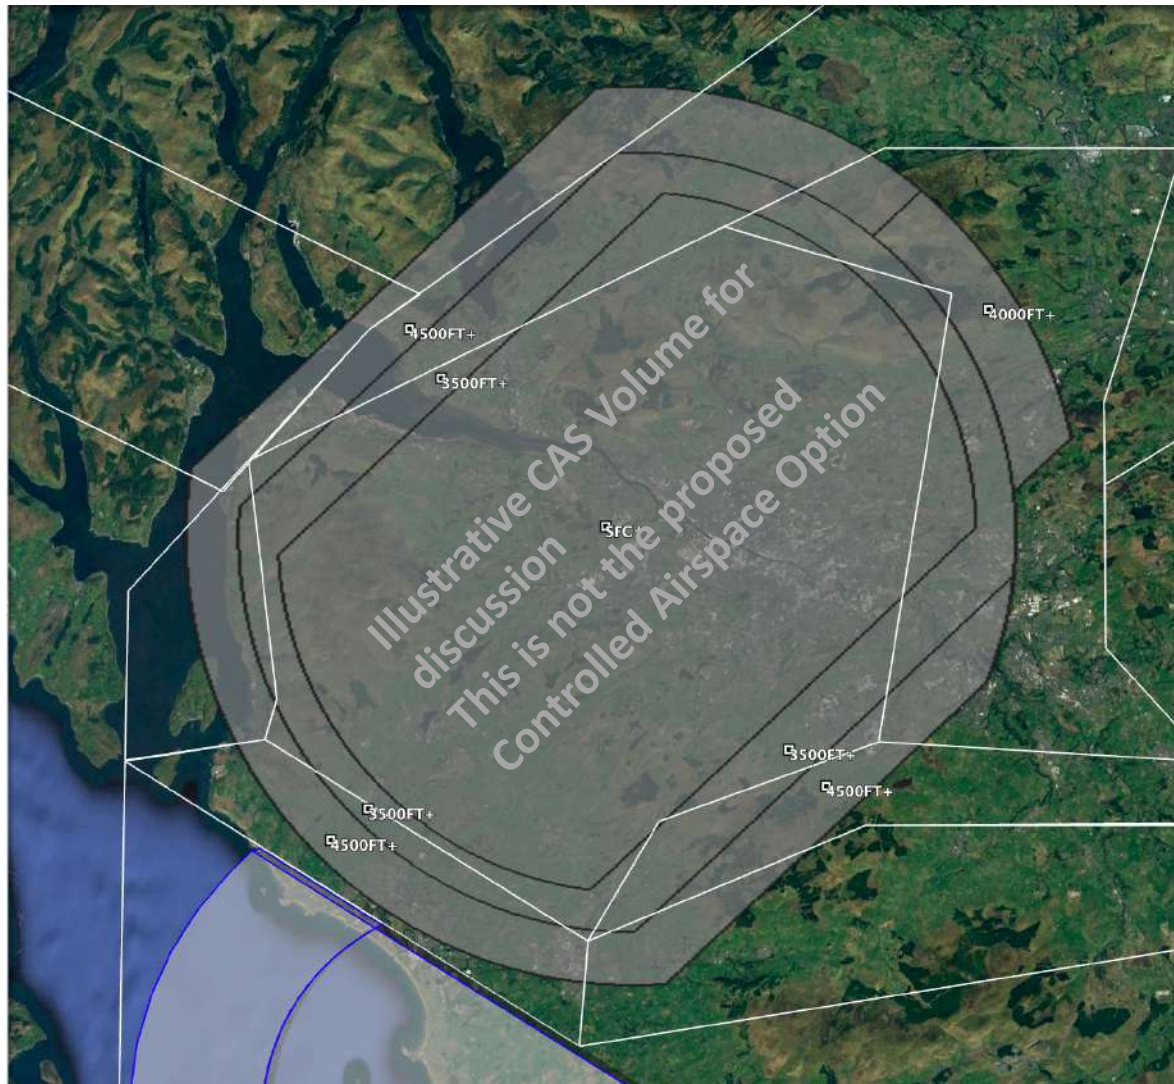 4500FT+
3500FT+
4000FT+
Illustrative CAS Volume for
discussion
This is not the proposed
Controlled Airspace Option
SFC+
3500FT+
4500FT+
3500FT+
4500FT+